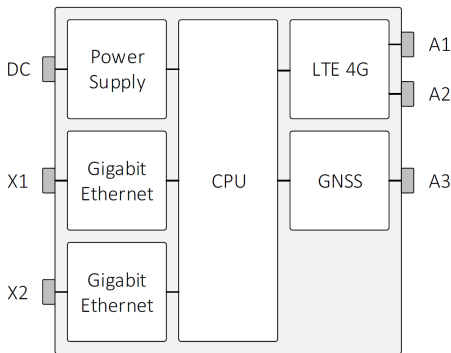 DC
Power
Supply
X1
Gigabit
Ethernet
X2
Gigabit
Ethernet
CPU
LTE 4G
A1
A2
GNSS
A3